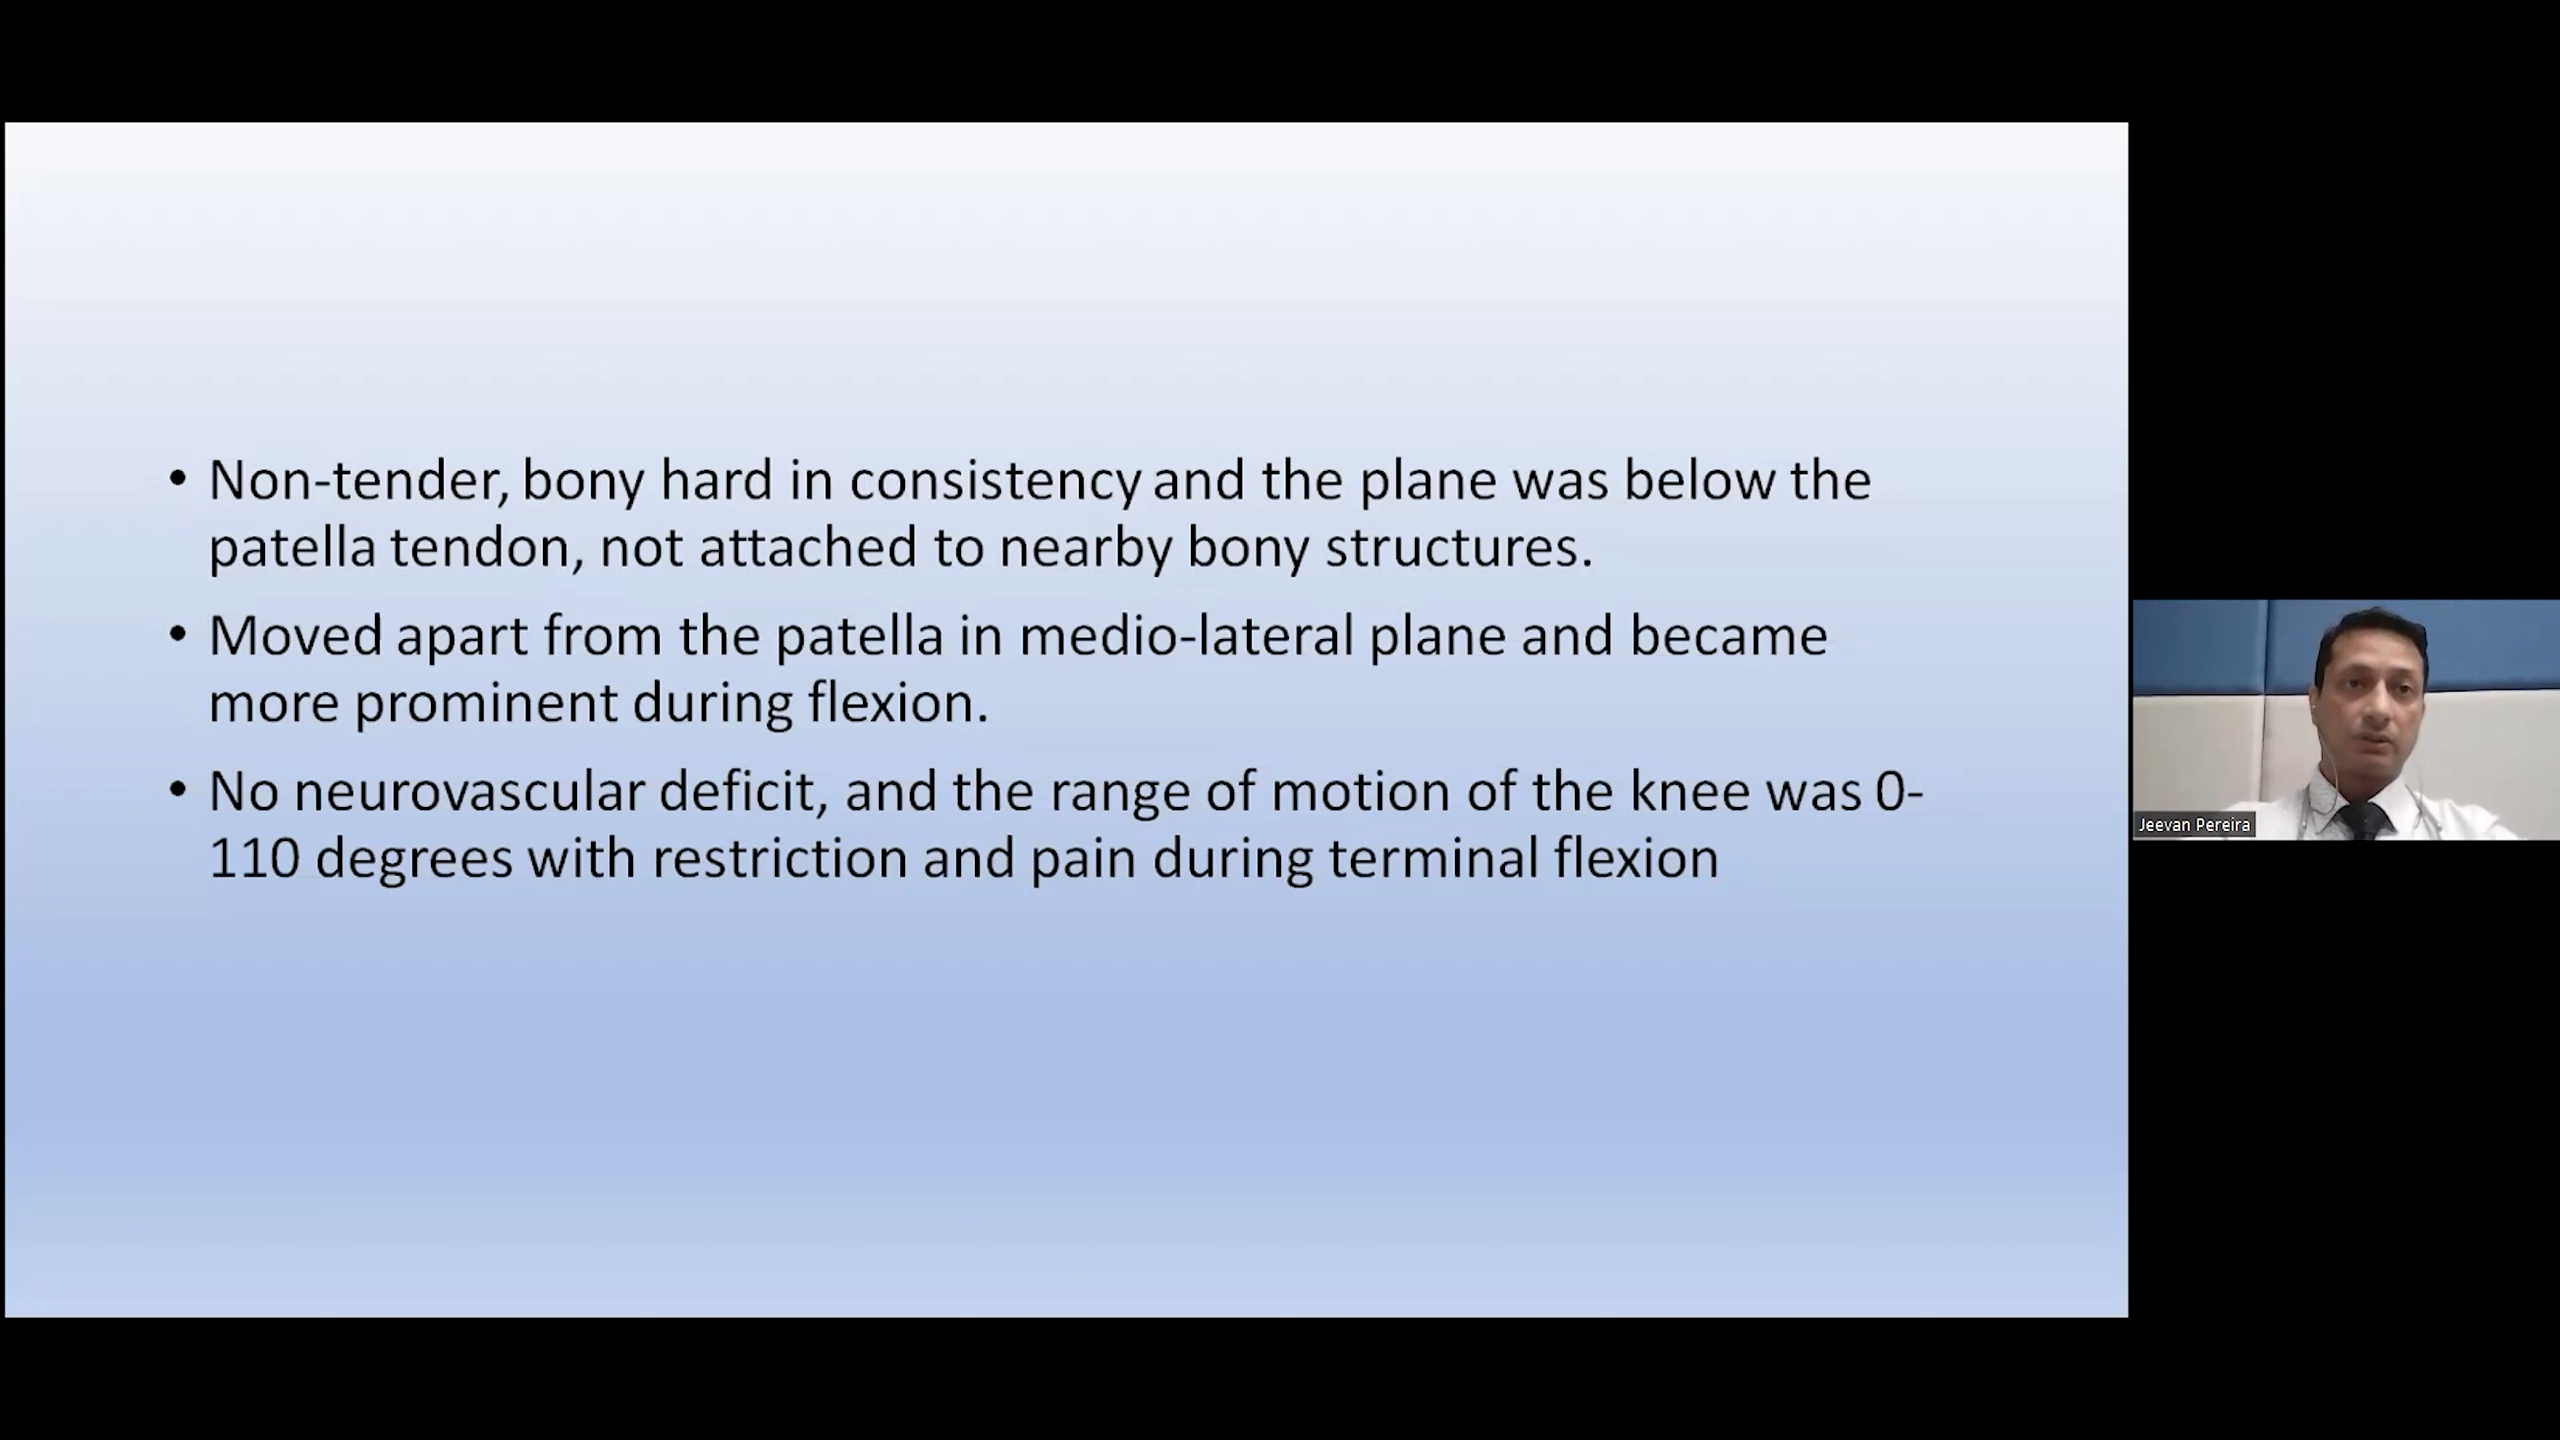 • Non-tender, bony hard in consistency and the plane was below the
patella tendon, not attached to nearby bony structures.
• Moved apart from the patella in medio-lateral plane and became
more prominent during flexion.
• No neurovascular deficit, and the range of motion of the knee was 0-
110 degrees with restriction and pain during terminal flexion
Jeevan Pereira